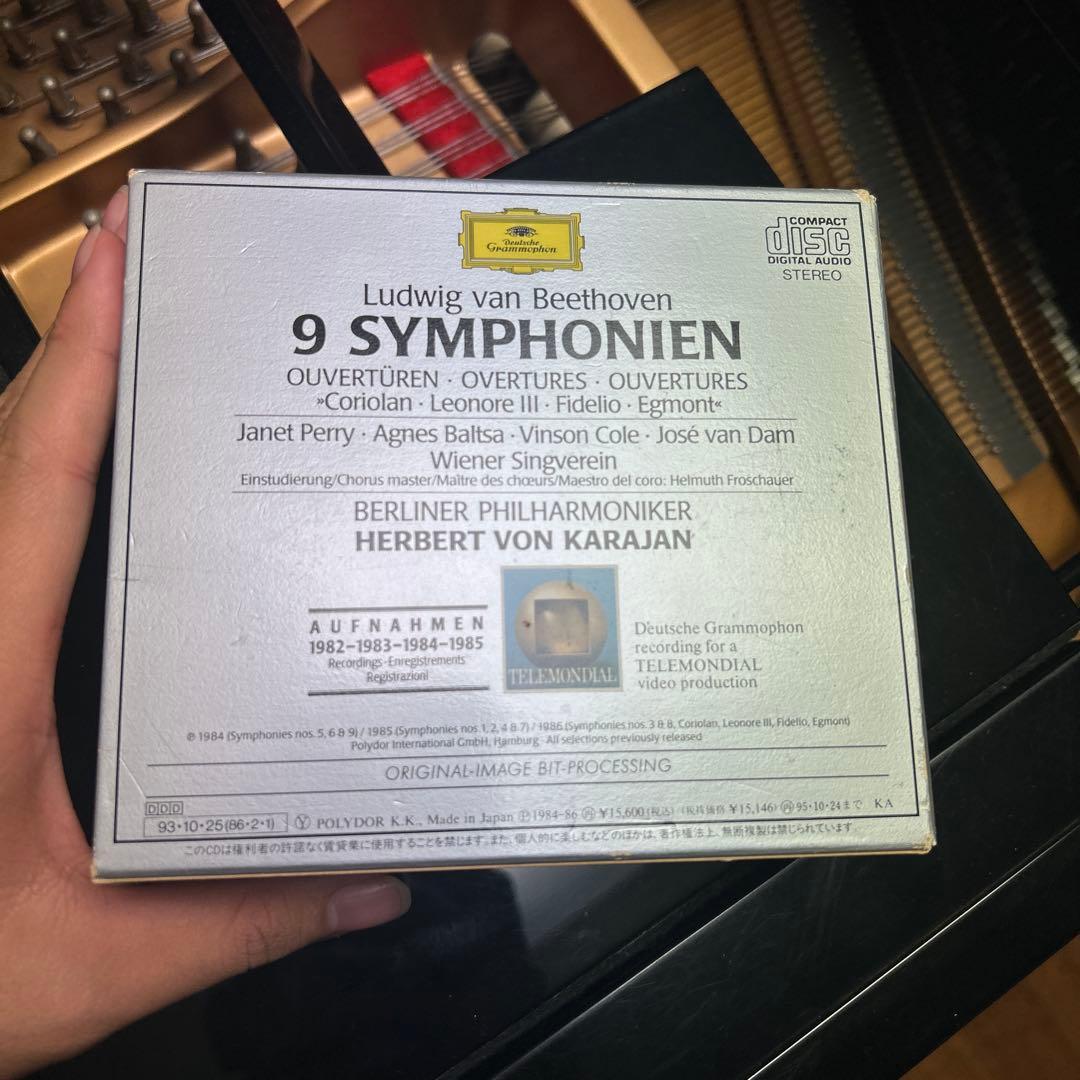 Deutsche
Grammophon
COMPACT
disc
DIGITAL AUDIO
STEREO
Ludwig van Beethoven
9 SYMPHONIEN
OUVERTÜREN · OVERTURES · OUVERTURES
»Coriolan · Leonore III · Fidelio · Egmont«
Janet Perry · Agnes Baltsa · Vinson Cole · José van Dam
Wiener Singverein
Einstudierung/Chorus master/Maître des chœurs/Maestro del coro: Helmuth Froschauer
BERLINER PHILHARMONIKER
HERBERT VON KARAJAN
AUFNAHMEN
1982–1983–1984–1985
Recordings·Enregistrements
Registrazioni
TELEMONDIAL
Deutsche Grammophon
recording for a
TELEMONDIAL
video production
℗ 1984 (Symphonies nos. 5, 6 & 9) / 1985 (Symphonies nos. 1, 2, 4 & 7) / 1986 (Symphonies nos. 3 & 8, Coriolan, Leonore III, Fidelio, Egmont)
Polydor International GmbH, Hamburg · All selections previously released
ORIGINAL-IMAGE BIT-PROCESSING
DDD
93·10·25(86·2·1) Ⓨ POLYDOR K.K., Made in Japan ℗1984-86 ㊢ ¥15,600(税込) (税抜価格 ¥15,146) ㊢ 95·10·24まで KA
このCDは権利者の許諾なく賃貸業に使用することを禁じます。また、個人的に楽しむなどのほかは、著作権法上、無断複製は禁じられています。